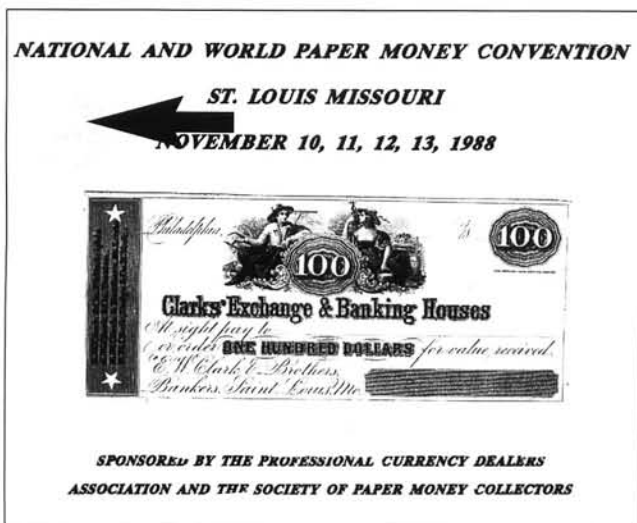 NATIONAL AND WORLD PAPER MONEY CONVENTION
ST. LOUIS MISSOURI
NOVEMBER 10, 11, 12, 13, 1988
Philadelphia,
100
100
Clarks' Exchange & Banking Houses
At sight pay to
or order ONE HUNDRED DOLLARS for value received.
E. W. Clark & Brothers,
Bankers, Saint Louis, Mo.
SPONSORED BY THE PROFESSIONAL CURRENCY DEALERS
ASSOCIATION AND THE SOCIETY OF PAPER MONEY COLLECTORS